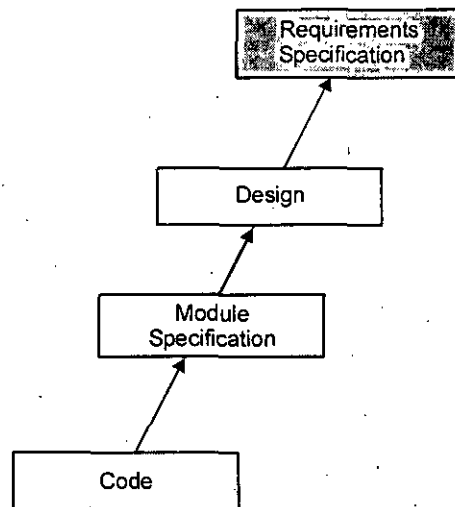 Requirements
Specification
Design
Module
Specification
Code